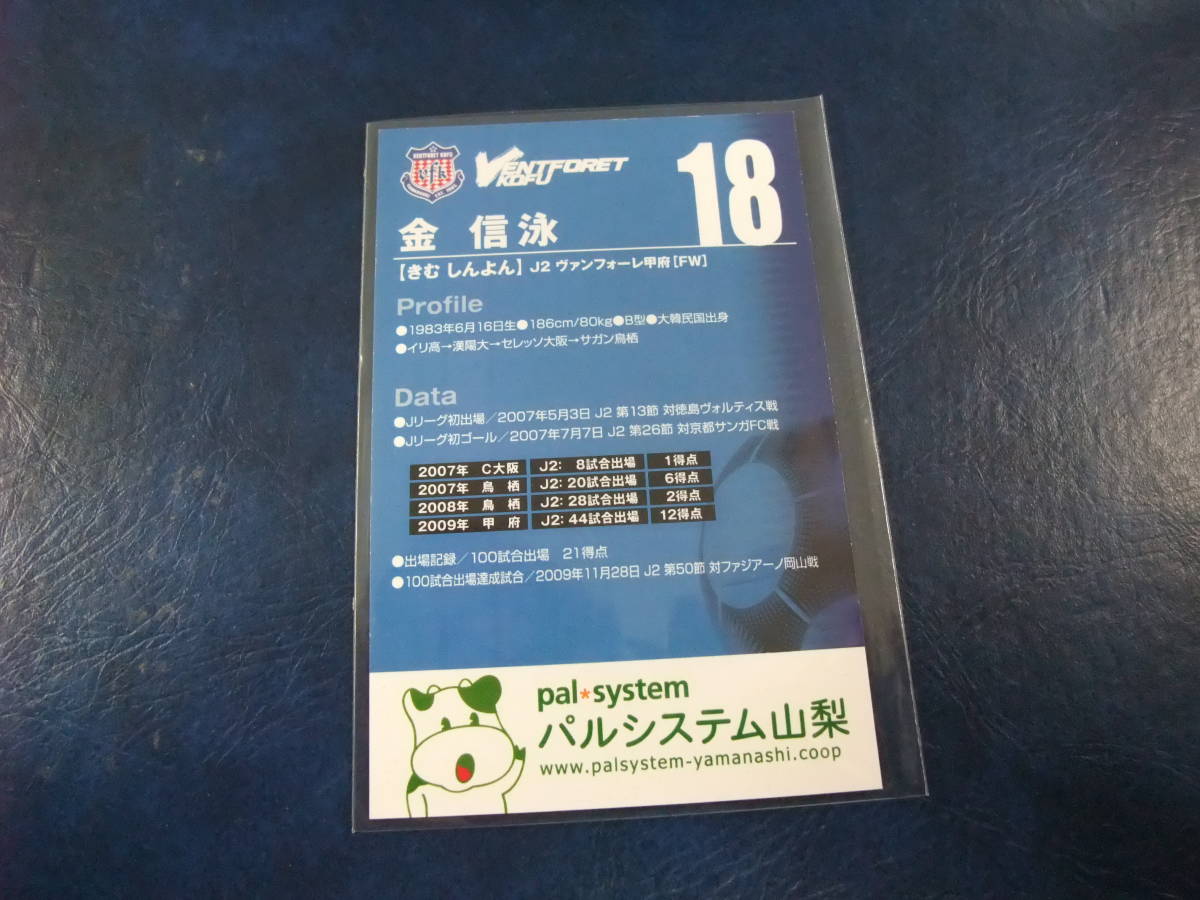 VENTFORET KOFU
VENTFORET
KOFU
18
金 信泳
【きむ しんよん】J2 ヴァンフォーレ甲府[FW]
Profile
●1983年6月16日生●186cm/80kg●B型●大韓民国出身
●イリ高→漢陽大→セレッソ大阪→サガン鳥栖
Data
●Jリーグ初出場／2007年5月3日 J2 第13節 対徳島ヴォルティス戦
●Jリーグ初ゴール／2007年7月7日 J2 第26節 対京都サンガFC戦
2007年 C大阪 J2: 8試合出場 1得点
2007年 鳥 栖 J2: 20試合出場 6得点
2008年 鳥 栖 J2: 28試合出場 2得点
2009年 甲 府 J2: 44試合出場 12得点
●出場記録／100試合出場 21得点
●100試合出場達成試合／2009年11月28日 J2 第50節 対ファジアーノ岡山戦
pal*system
パルシステム山梨
www.palsystem-yamanashi.coop